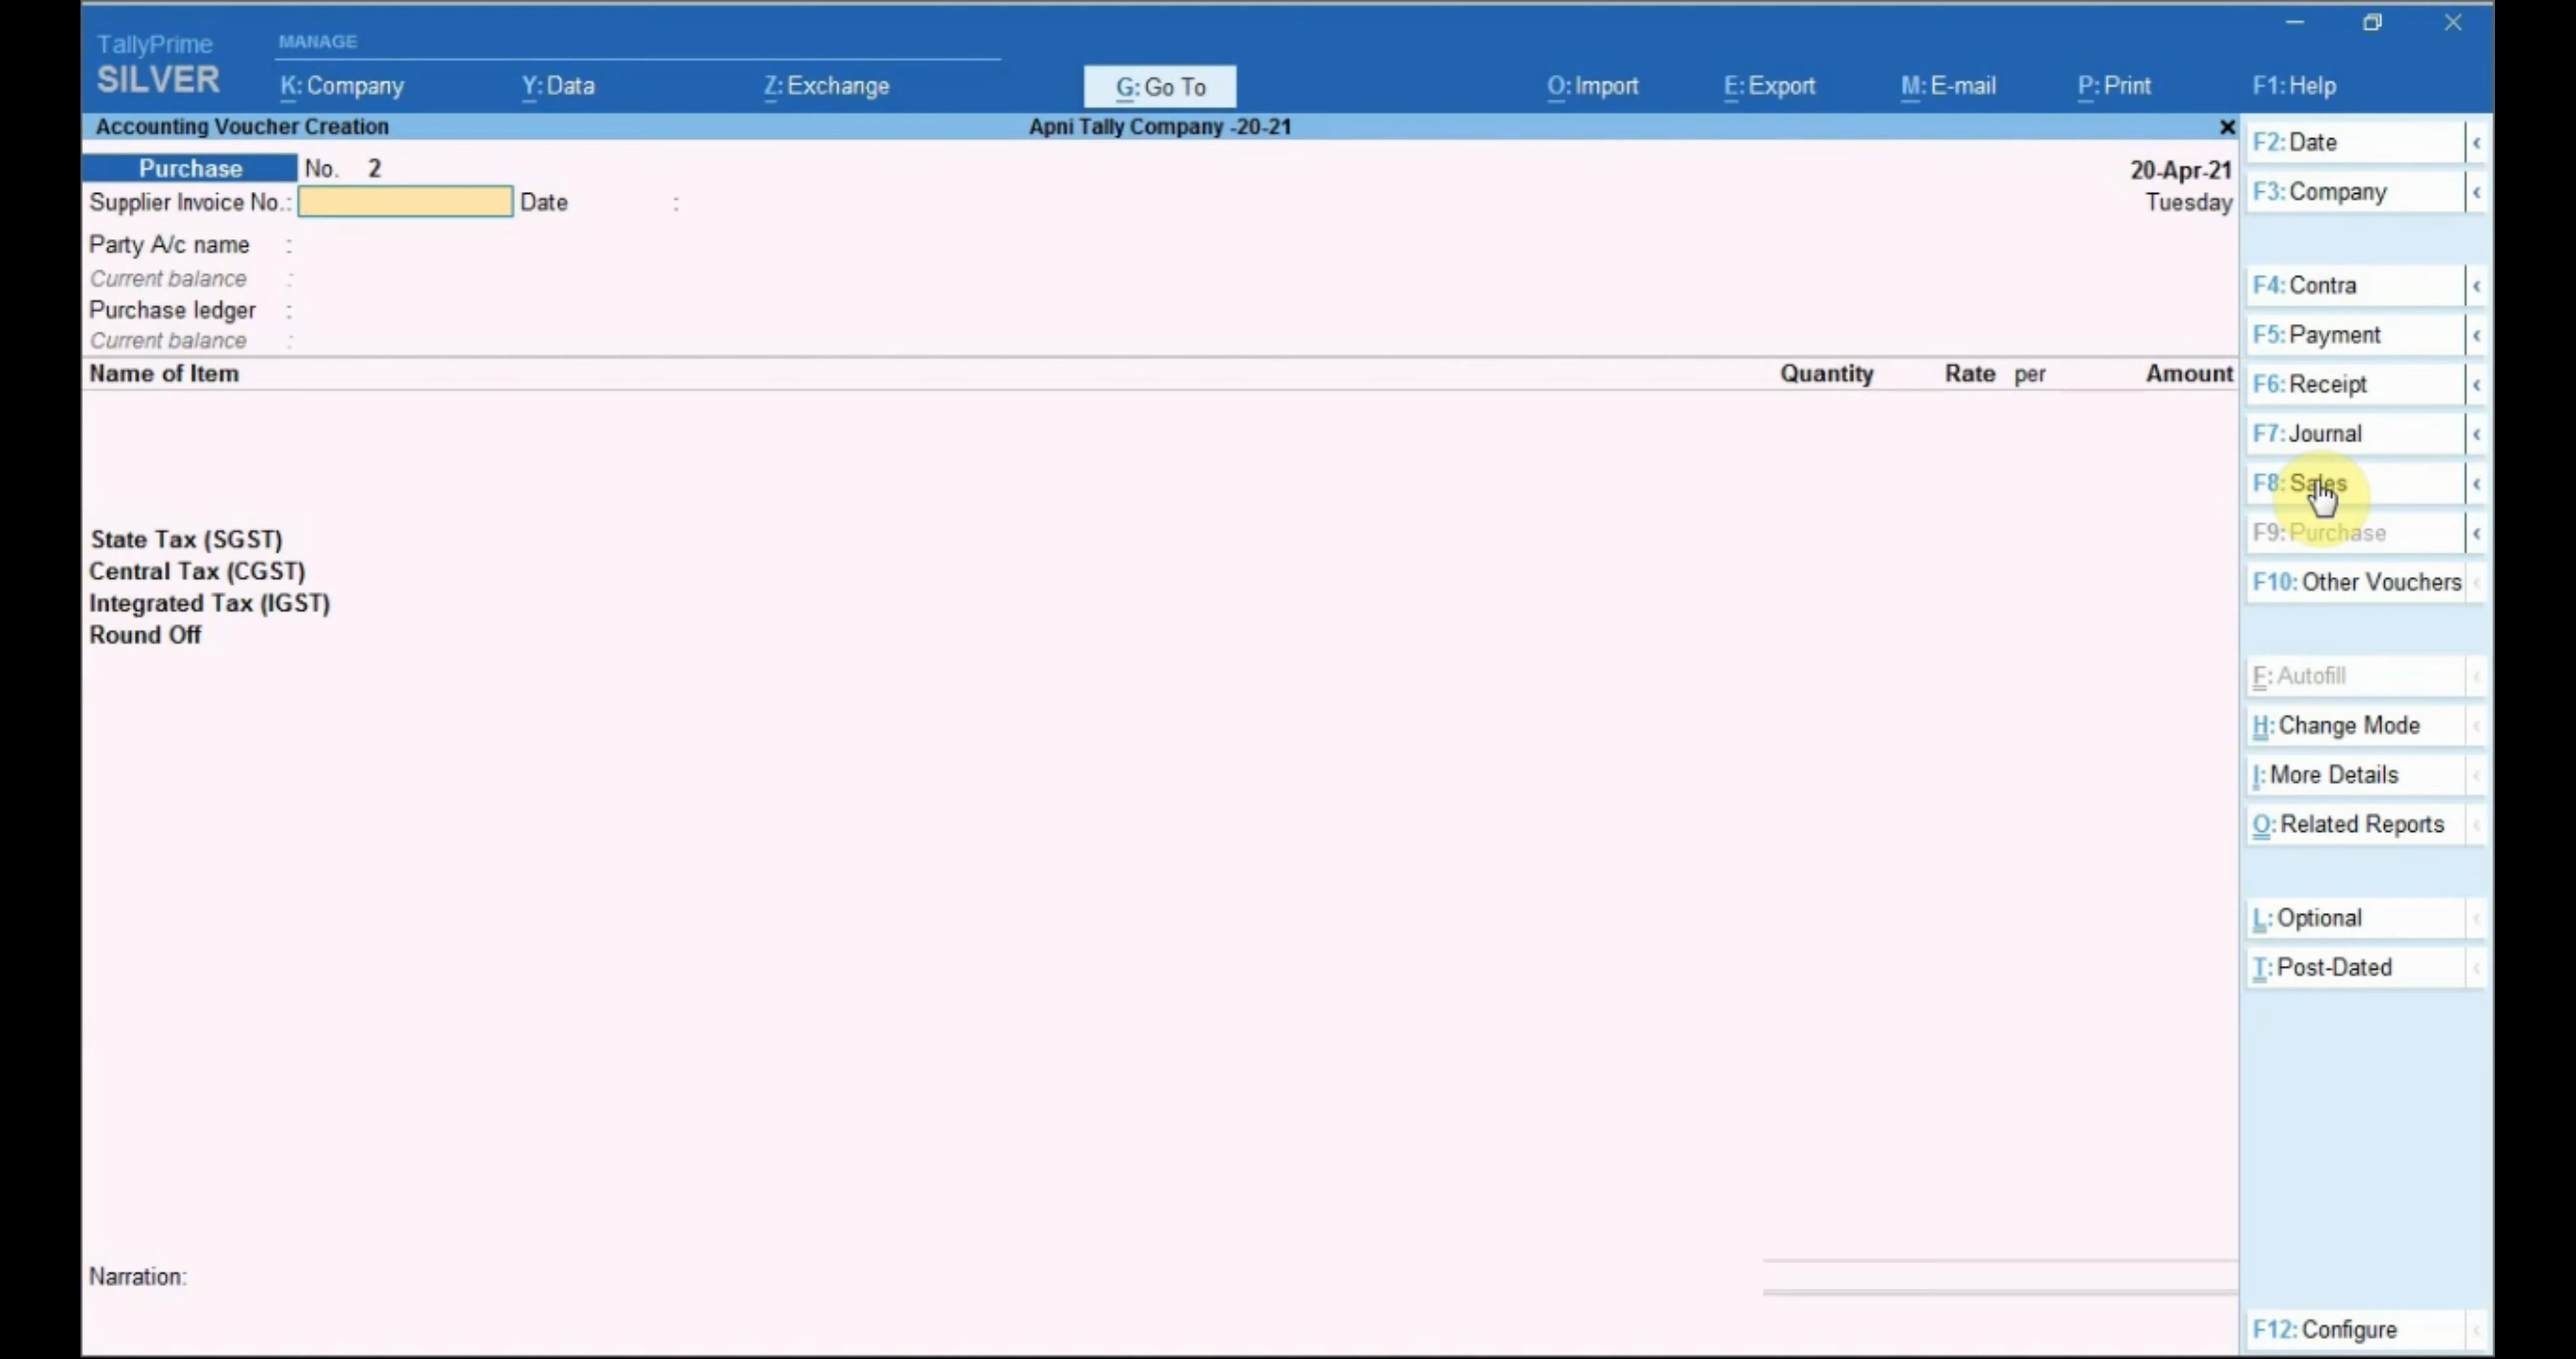 TallyPrime
SILVER
MANAGE
K: Company
Y: Data
Z: Exchange
G: Go To
O: Import
E: Export
M: E-mail
P: Print
F1: Help
Accounting Voucher Creation
Apni Tally Company -20-21
Purchase No. 2
20-Apr-21
Supplier Invoice No.: Date :
Tuesday
Party A/c name :
Current balance :
Purchase ledger :
Current balance :
Name of Item Quantity Rate per Amount
State Tax (SGST)
Central Tax (CGST)
Integrated Tax (IGST)
Round Off
Narration:
F2: Date
F3: Company
F4: Contra
F5: Payment
F6: Receipt
F7: Journal
F8: Sales
F9: Purchase
F10: Other Vouchers
F: Autofill
H: Change Mode
I: More Details
O: Related Reports
L: Optional
T: Post-Dated
F12: Configure